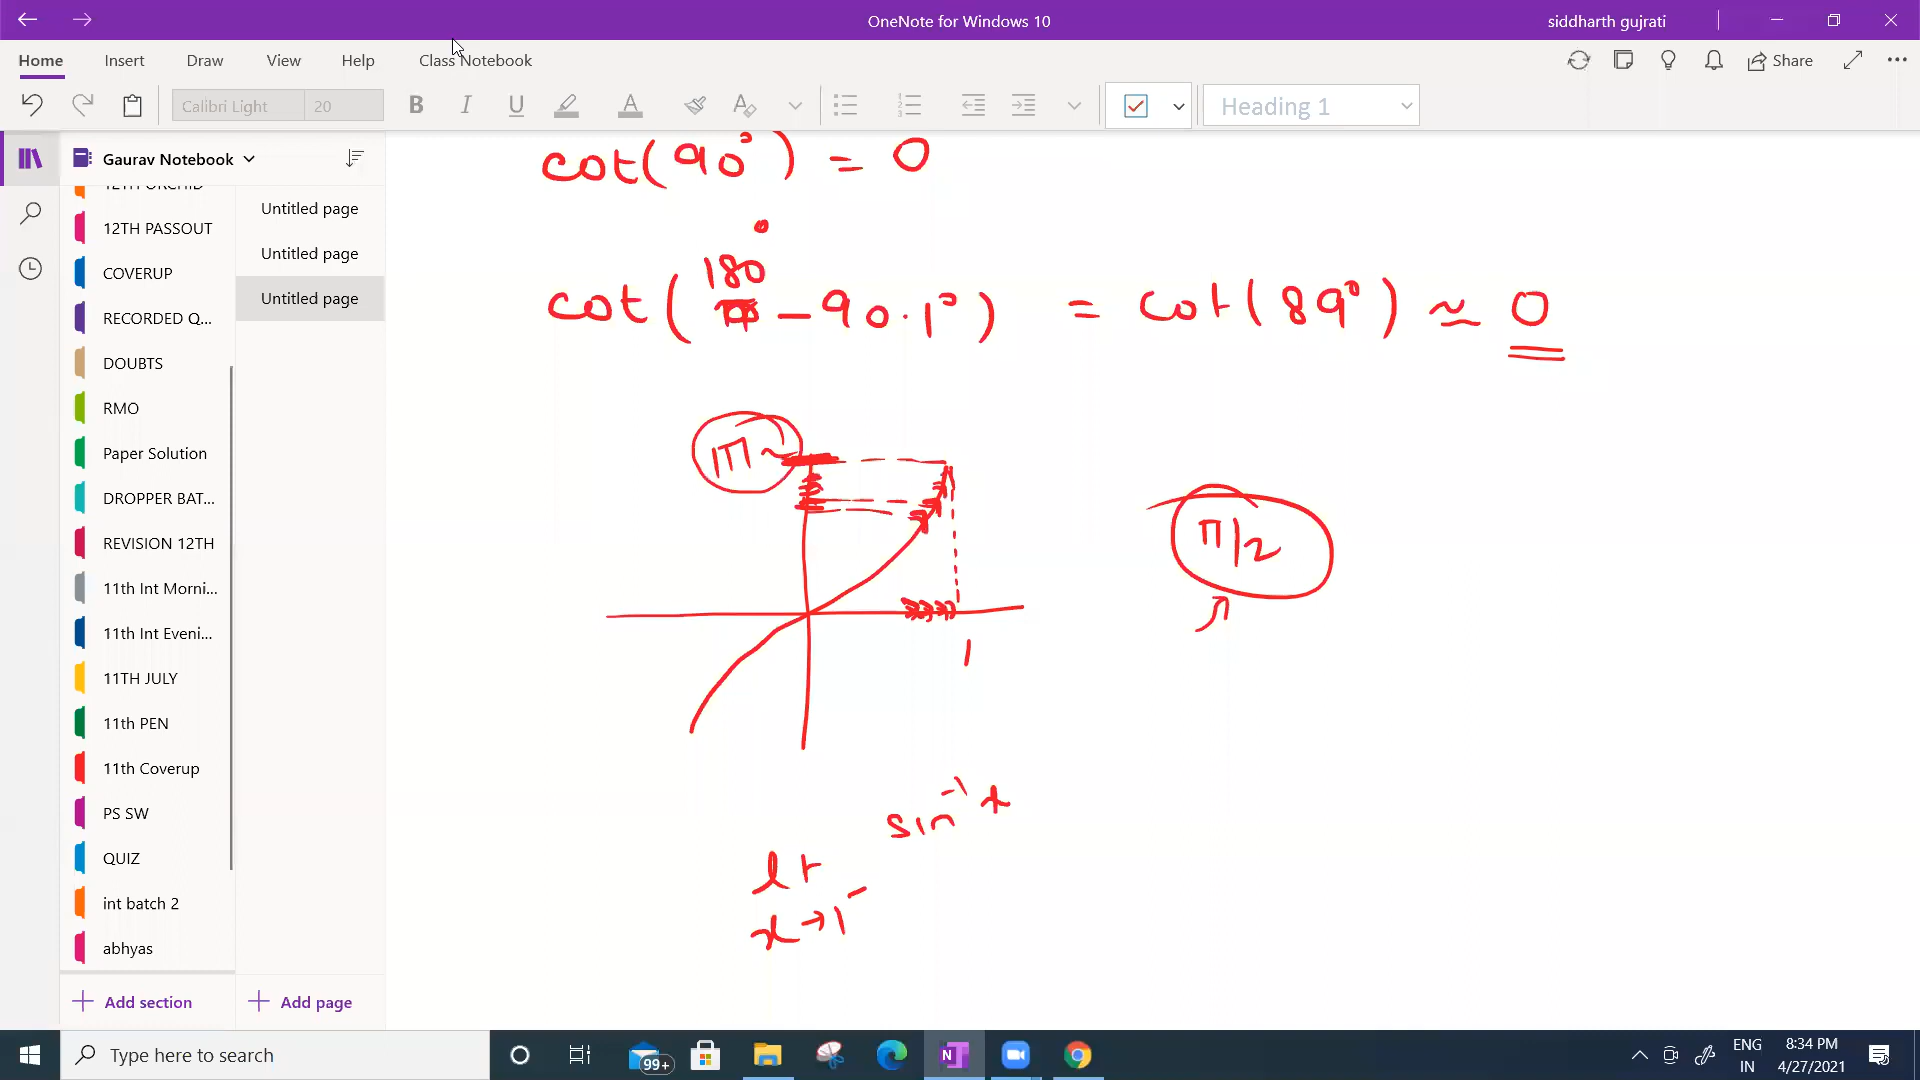 OneNote for Windows 10
siddharth gujrati
Home Insert Draw View Help Class Notebook
Share
Calibri Light 20
B I U A
Heading 1
Gaurav Notebook
12TH ORCHID
12TH PASSOUT
COVERUP
RECORDED Q...
DOUBTS
RMO
Paper Solution
DROPPER BAT...
REVISION 12TH
11th Int Morni...
11th Int Eveni...
11TH JULY
11th PEN
11th Coverup
PS SW
QUIZ
int batch 2
abhyas
Add section
Untitled page
Untitled page
Untitled page
Add page
cot(90°) = 0
cot(180° - 90.1°) = cot(89°) ≃ 0
π/2
1
sin⁻¹ x
lt
x→1⁻
Type here to search
99+
N
ENG
IN
8:34 PM
4/27/2021